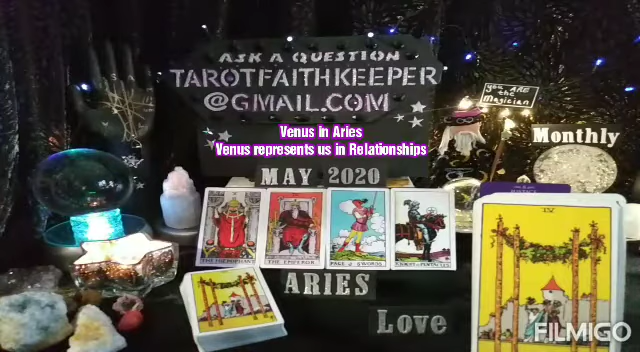 ASK A QUESTION
TAROTFAITHKEEPER
@GMAIL.COM
you ARE
the
Magician
Venus in Aries
Venus represents us in Relationships
Monthly
MAY 2020
IV
THE HIEROPHANT
THE EMPEROR
PAGE of SWORDS
KNIGHT of PENTACLES
ARIES
Love
FILMIGO